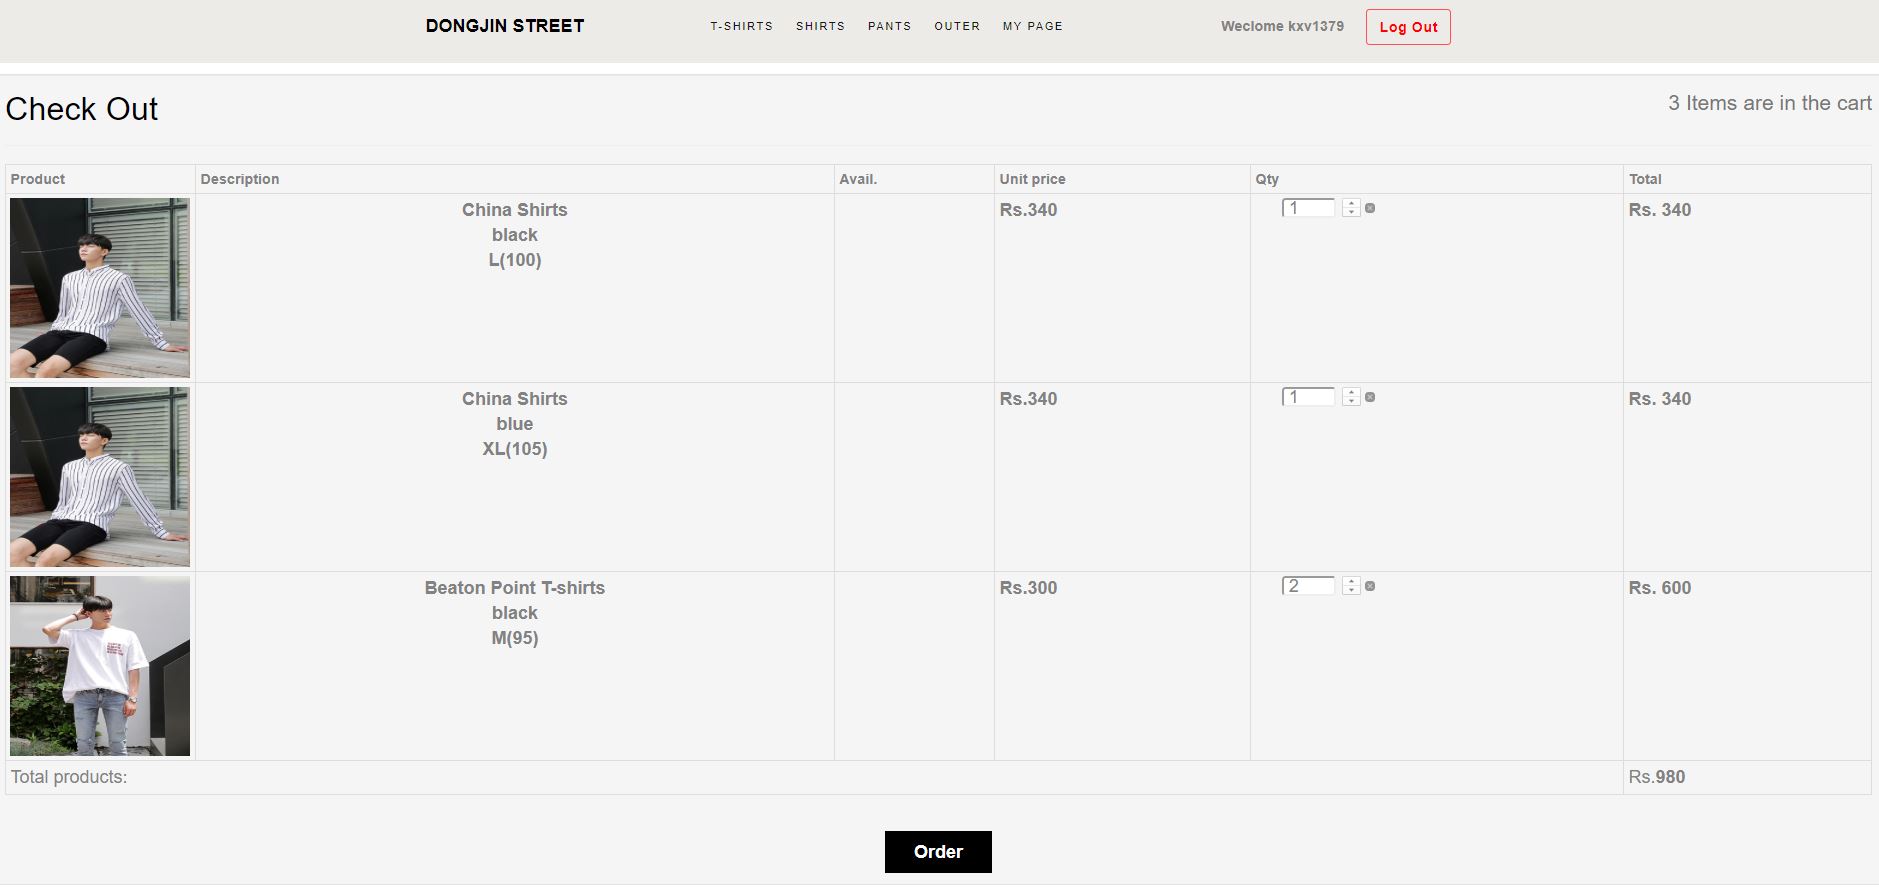 DONGJIN STREET
T-SHIRTS SHIRTS PANTS OUTER MY PAGE
Weclome kxv1379 Log Out
Check Out
3 Items are in the cart
Product Description Avail. Unit price Qty Total
China Shirts
black
L(100)
Rs.340
1
Rs. 340
China Shirts
blue
XL(105)
Rs.340
1
Rs. 340
Beaton Point T-shirts
black
M(95)
Rs.300
2
Rs. 600
Total products: Rs.980
Order